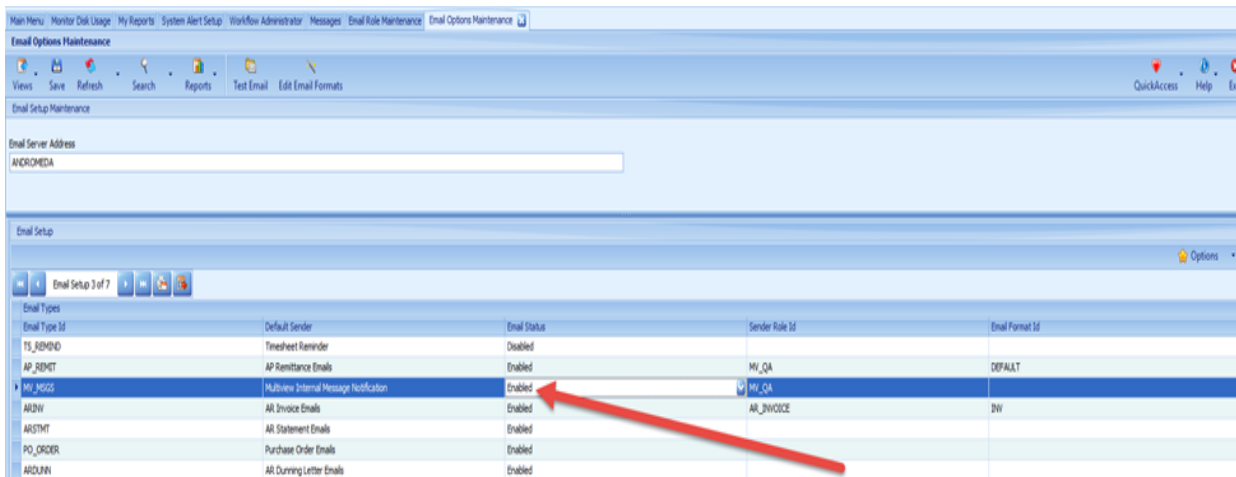 Main Menu Monitor Disk Usage My Reports System Alert Setup Workflow Administrator Messages Email Role Maintenance Email Options Maintenance
Email Options Maintenance
Views Save Refresh Search Reports Test Email Edit Email Formats QuickAccess Help
Email Setup Maintenance
Email Server Address
ANDROMEDA
Email Setup
Options
Email Setup 3 of 7
Email Types
Email Type Id Default Sender Email Status Sender Role Id Email Format Id
TS_REMIND Timesheet Reminder Disabled
AP_REMIT AP Remittance Emails Enabled MV_QA DEFAULT
MV_MSGS Multiview Internal Message Notification Enabled MV_QA
ARINV AR Invoice Emails Enabled AR_INVOICE INV
ARSTMT AR Statement Emails Enabled
PO_ORDER Purchase Order Emails Enabled
ARDUNN AR Dunning Letter Emails Enabled